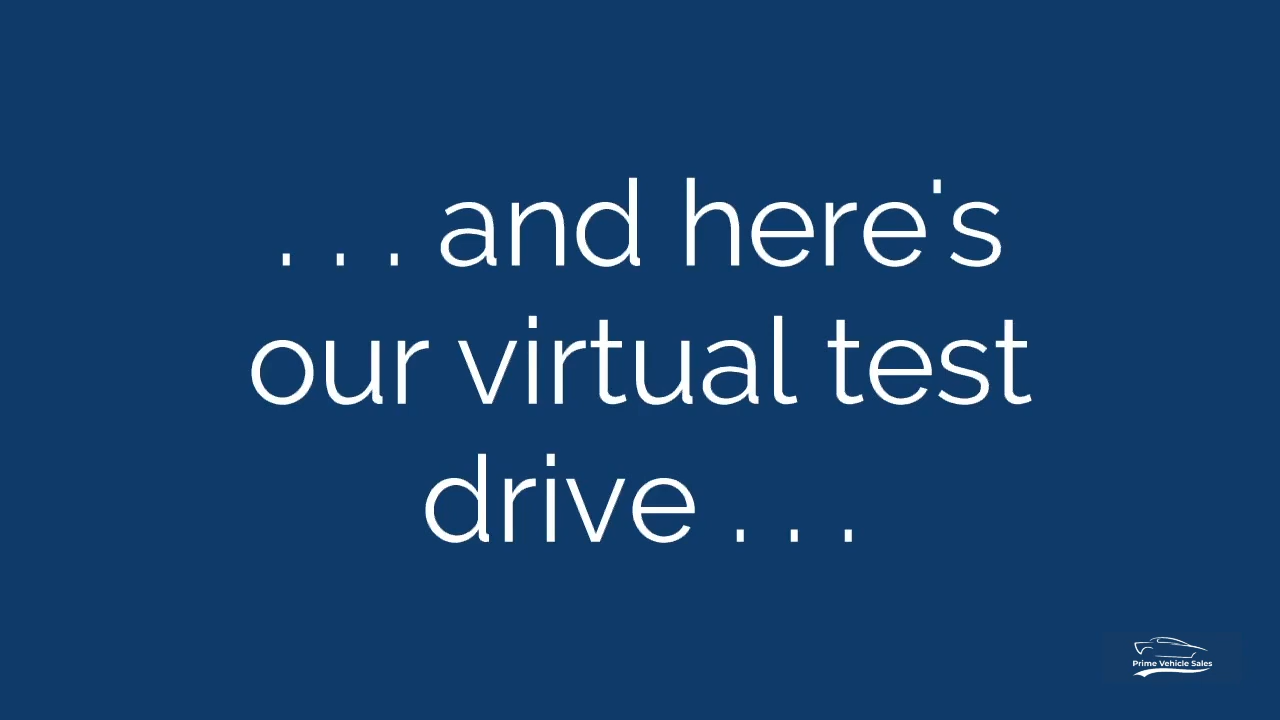 . . . and here's
our virtual test
drive . . .
Prime Vehicle Sales